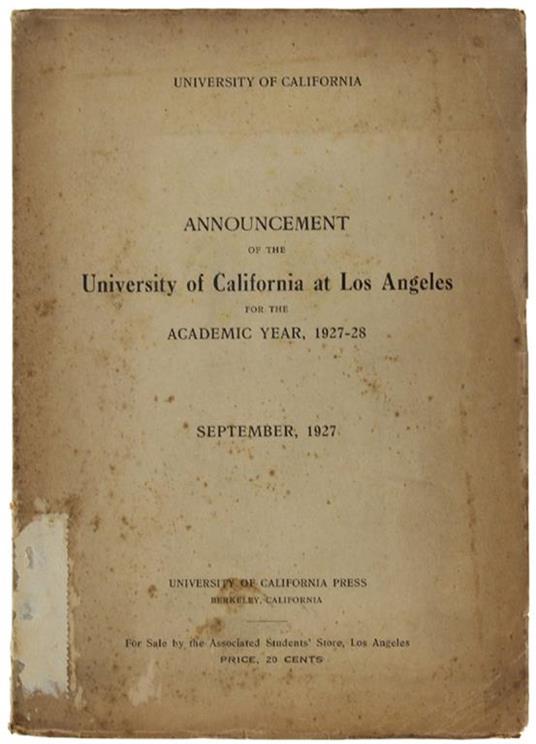 UNIVERSITY OF CALIFORNIA
ANNOUNCEMENT
OF THE
University of California at Los Angeles
FOR THE
ACADEMIC YEAR, 1927-28
SEPTEMBER, 1927
UNIVERSITY OF CALIFORNIA PRESS
BERKELEY, CALIFORNIA
For Sale by the Associated Students' Store, Los Angeles
PRICE, 20 CENTS